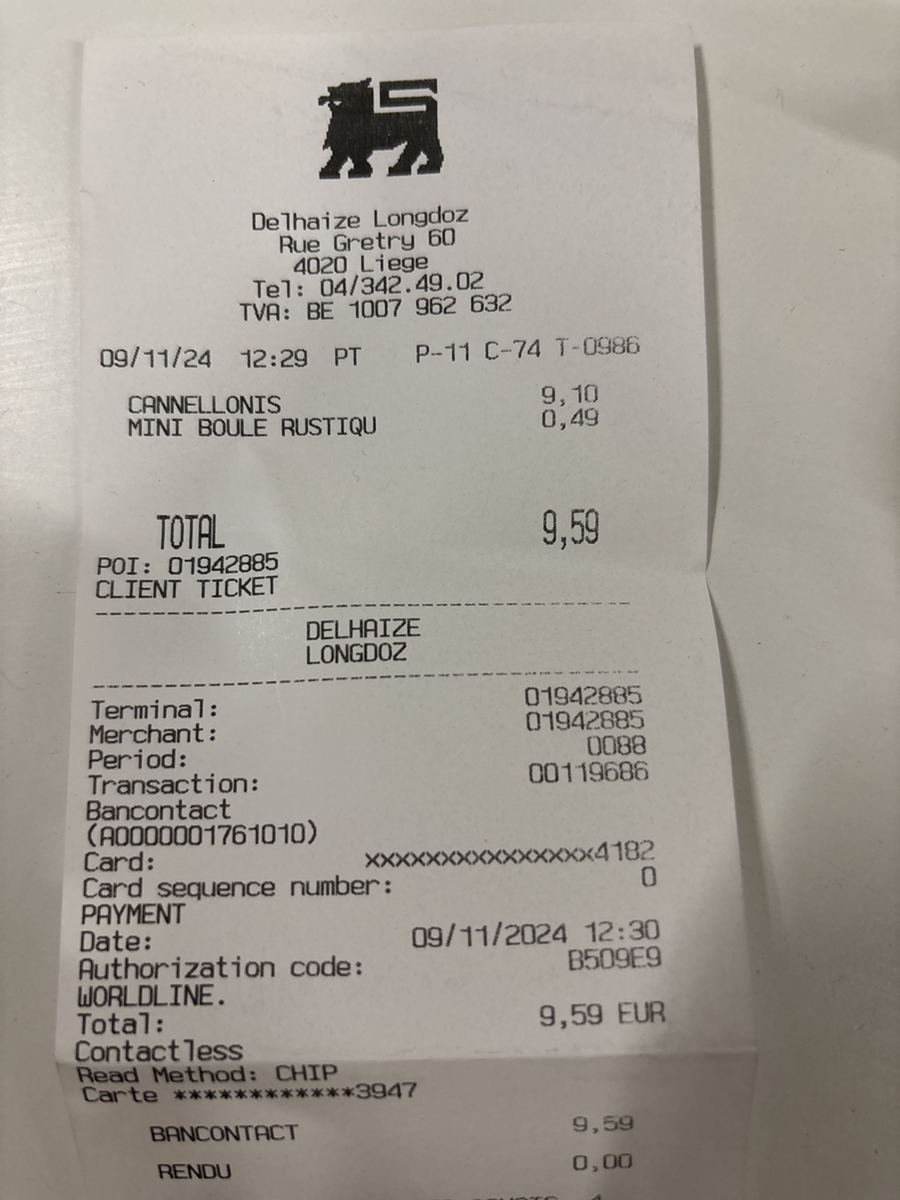 Delhaize Longdoz
Rue Gretry 60
4020 Liege
Tel: 04/342.49.02
TVA: BE 1007 962 632
09/11/24 12:29 PT P-11 C-74 T-0986
CANNELLONIS 9,10
MINI BOULE RUSTIQU 0,49
TOTAL 9,59
POI: 01942885
CLIENT TICKET
DELHAIZE
LONGDOZ
Terminal: 01942885
Merchant: 01942885
Period: 0088
Transaction: 00119686
Bancontact
(A0000001761010)
Card: xxxxxxxxxxxxxxx4182
Card sequence number: 0
PAYMENT
Date: 09/11/2024 12:30
Authorization code: B509E9
WORLDLINE.
Total: 9,59 EUR
Contactless
Read Method: CHIP
Carte ************3947
BANCONTACT 9,59
RENDU 0,00